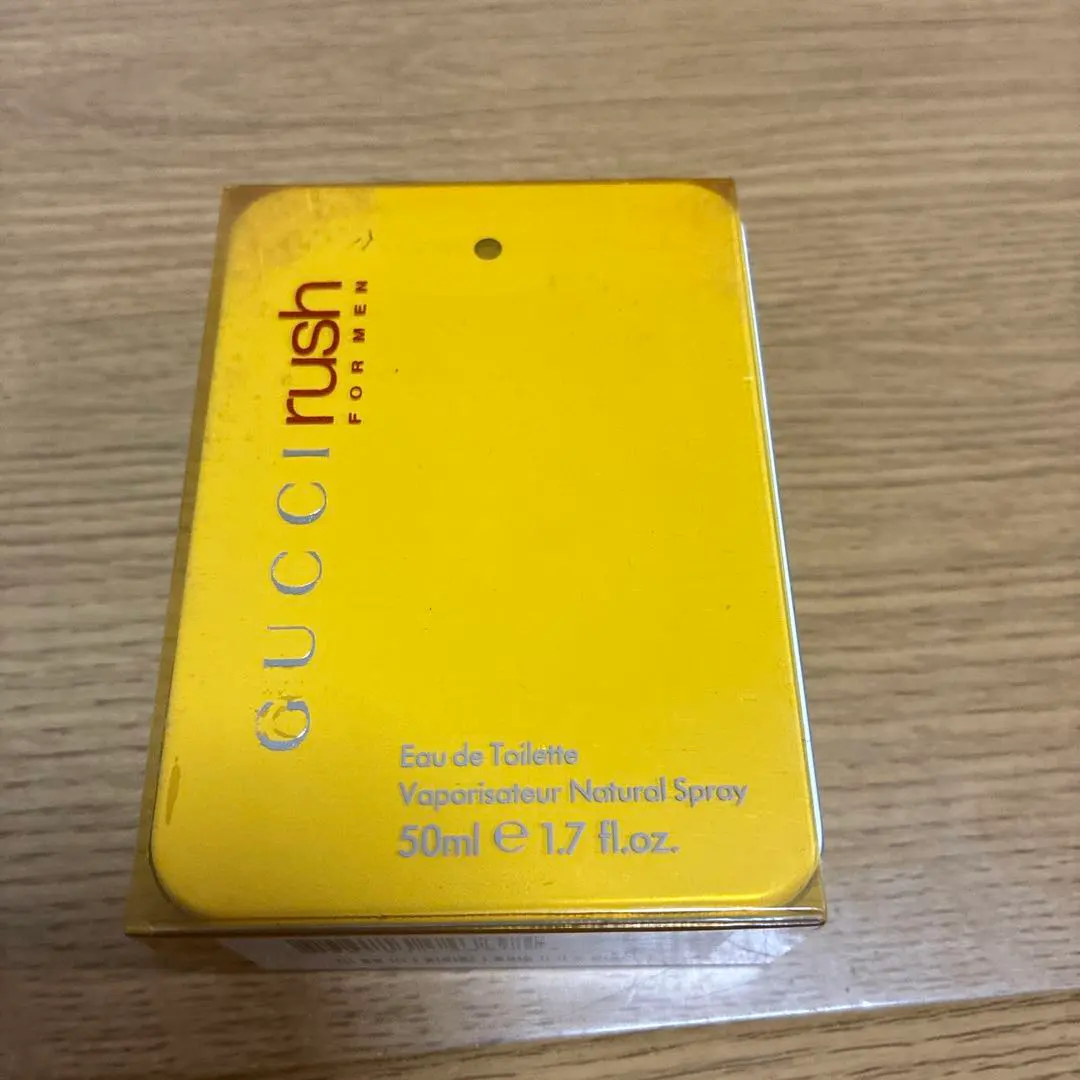 GUCCI rush
FOR MEN
Eau de Toilette
Vaporisateur Natural Spray
50ml ℮ 1.7 fl.oz.